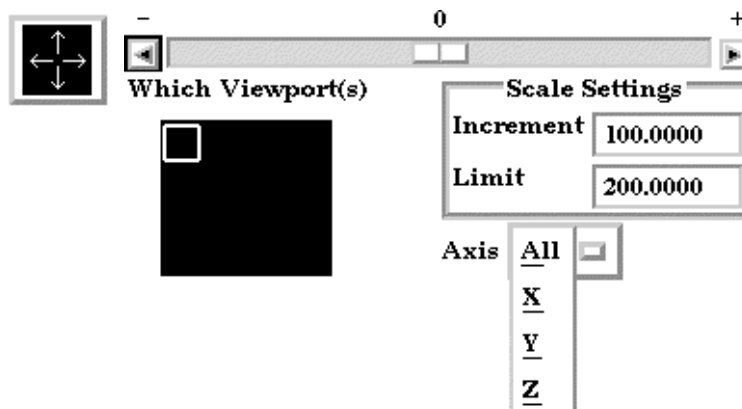 - 0 +
Which Viewport(s)
Scale Settings
Increment 100.0000
Limit 200.0000
Axis All
X
Y
Z